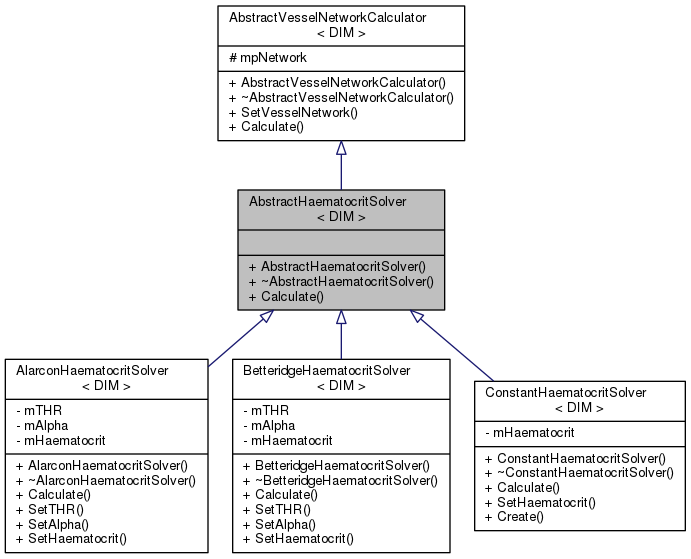 AbstractVesselNetworkCalculator
< DIM >
# mpNetwork
+ AbstractVesselNetworkCalculator()
+ ~AbstractVesselNetworkCalculator()
+ SetVesselNetwork()
+ Calculate()
AbstractHaematocritSolver
< DIM >
+ AbstractHaematocritSolver()
+ ~AbstractHaematocritSolver()
+ Calculate()
AlarconHaematocritSolver
< DIM >
- mTHR
- mAlpha
- mHaematocrit
+ AlarconHaematocritSolver()
+ ~AlarconHaematocritSolver()
+ Calculate()
+ SetTHR()
+ SetAlpha()
+ SetHaematocrit()
BetteridgeHaematocritSolver
< DIM >
- mTHR
- mAlpha
- mHaematocrit
+ BetteridgeHaematocritSolver()
+ ~BetteridgeHaematocritSolver()
+ Calculate()
+ SetTHR()
+ SetAlpha()
+ SetHaematocrit()
ConstantHaematocritSolver
< DIM >
- mHaematocrit
+ ConstantHaematocritSolver()
+ ~ConstantHaematocritSolver()
+ Calculate()
+ SetHaematocrit()
+ Create()